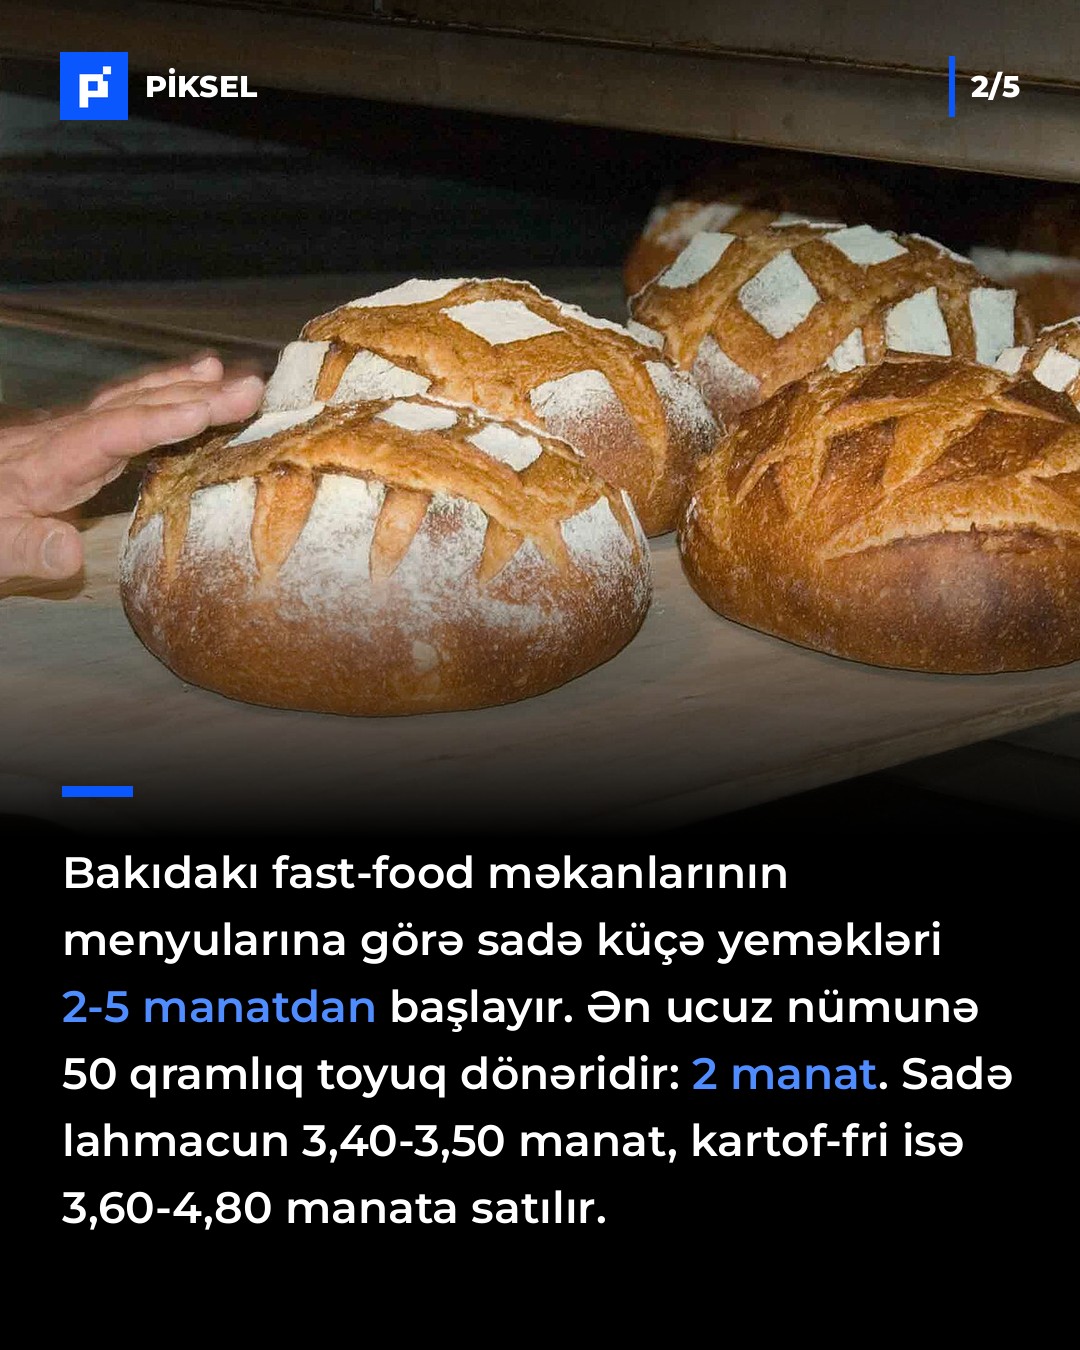 PİKSEL
2/5
Bakıdakı fast-food məkanlarının
menyularına görə sadə küçə yeməkləri
2-5 manatdan başlayır. Ən ucuz nümunə
50 qramlıq toyuq dönəridir: 2 manat. Sadə
lahmacun 3,40-3,50 manat, kartof-fri isə
3,60-4,80 manata satılır.